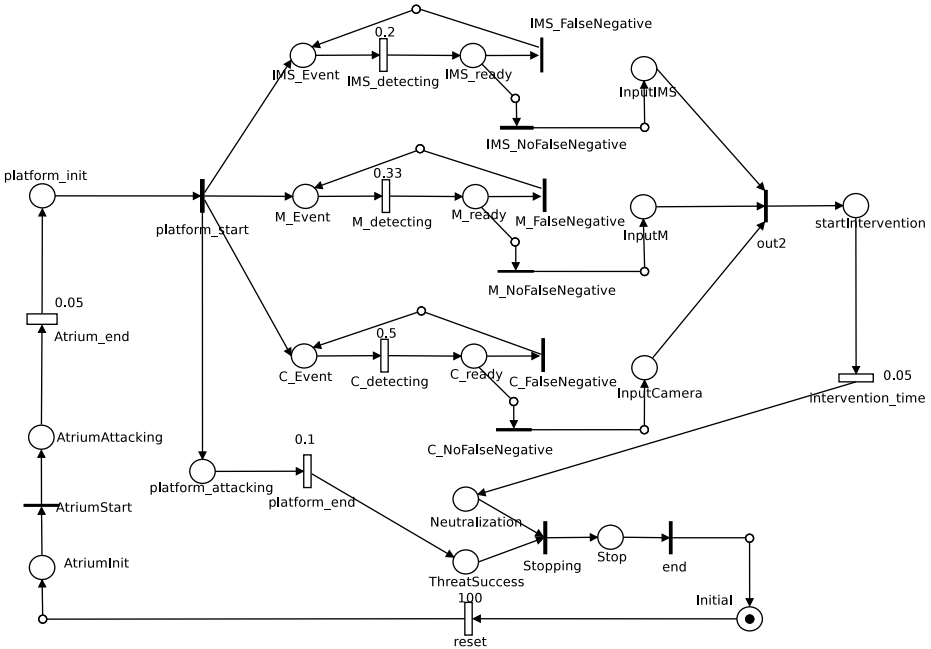 IMS_FalseNegative
0.2
IMS_Event
IMS_detecting
IMS_ready
InputIMS
IMS_NoFalseNegative
0.33
platform_init
M_Event
M_detecting
M_ready
M_FalseNegative
InputM
platform_start
out2
startIntervention
M_NoFalseNegative
0.05
Atrium_end
0.5
C_Event
C_detecting
C_ready
C_FalseNegative
InputCamera
0.05
intervention_time
AtriumAttacking
0.1
C_NoFalseNegative
platform_attacking
platform_end
AtriumStart
Neutralization
AtriumInit
Stopping
Stop
end
ThreatSuccess
100
reset
Initial